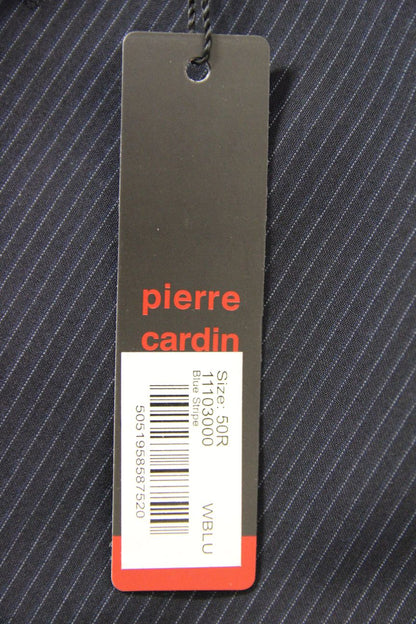 pierre
cardin
Size: 50R
11103000 WBLU
Blue Stripe
5051958587520